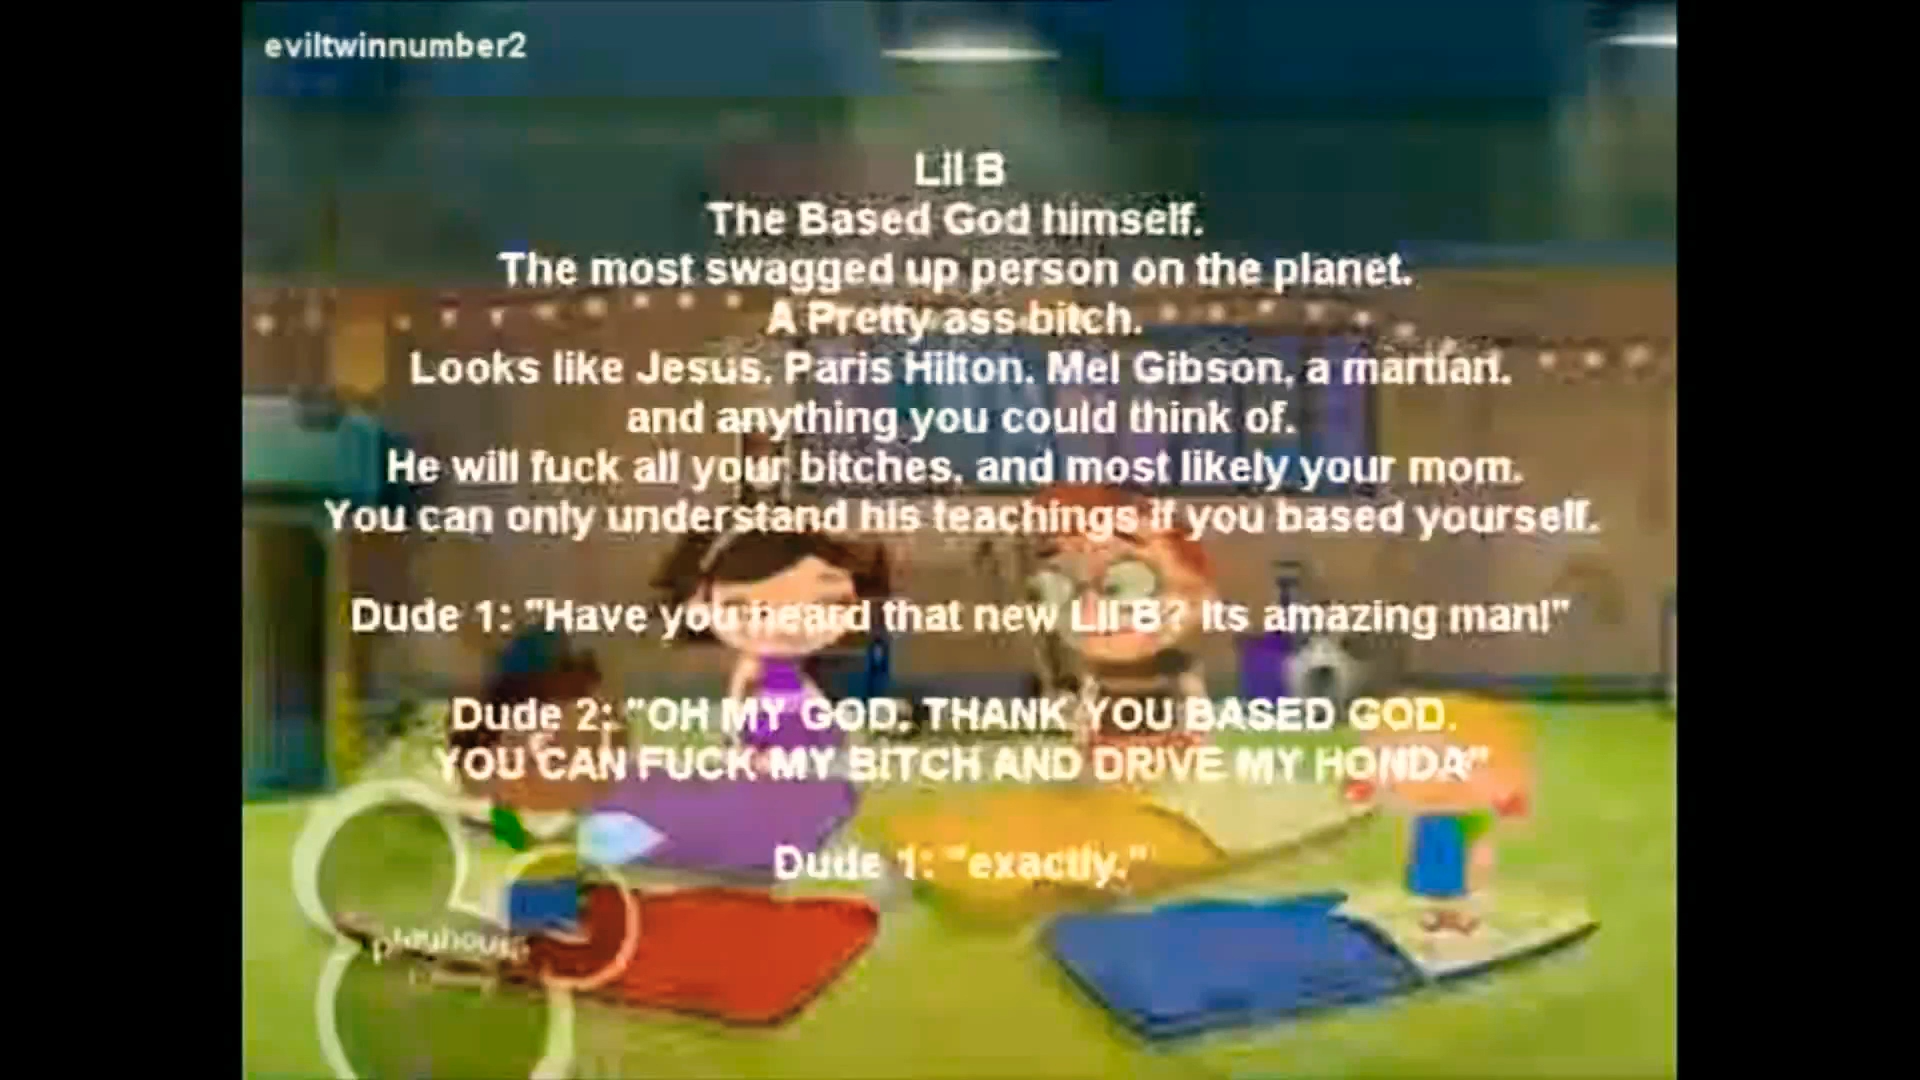 eviltwinnumber2
Lil B
The Based God himself.
The most swagged up person on the planet.
A Pretty ass bitch.
Looks like Jesus. Paris Hilton. Mel Gibson. a martian.
and anything you could think of.
He will fuck all your bitches. and most likely your mom.
You can only understand his teachings if you based yourself.
Dude 1: "Have you heard that new Lil B? Its amazing man!"
Dude 2: "OH MY GOD. THANK YOU BASED GOD.
YOU CAN FUCK MY BITCH AND DRIVE MY HONDA"
Dude 1: "exactly."
playhouse